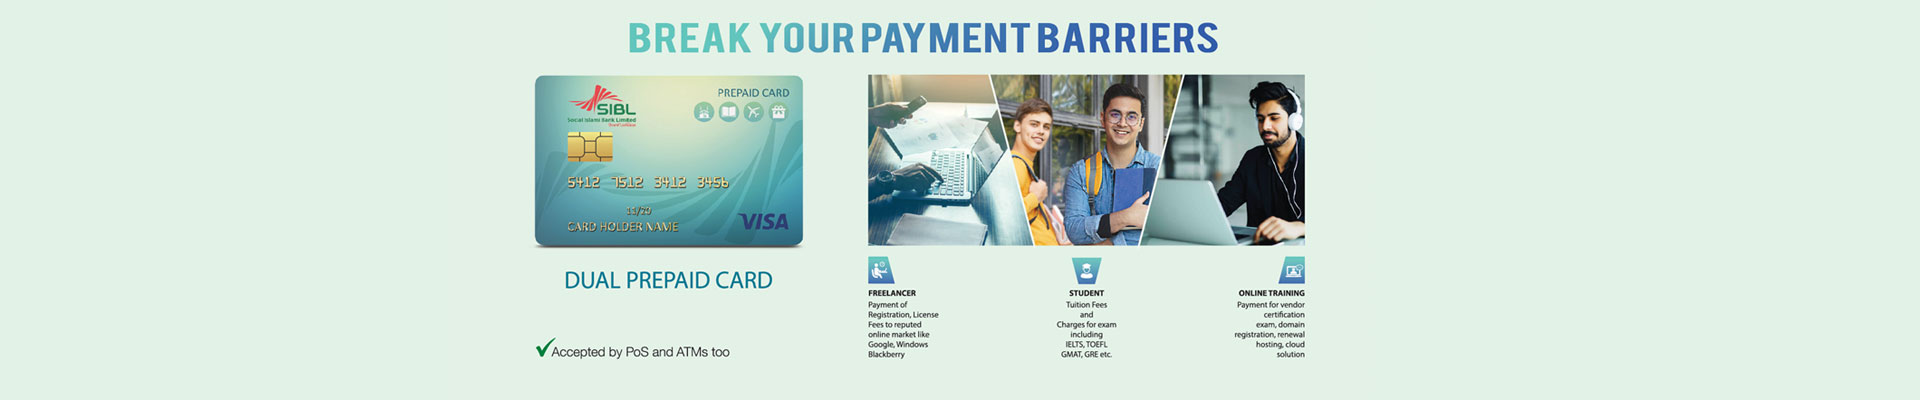 BREAK YOUR PAYMENT BARRIERS
SIBL
Social Islami Bank Limited
PREPAID CARD
5412 7512 3412 3456
11/29
CARD HOLDER NAME
VISA
DUAL PREPAID CARD
Accepted by PoS and ATMs too
FREELANCER
Payment of
Registration, License
Fees to reputed
online market like
Google, Windows
Blackberry
STUDENT
Tuition Fees
and
Charges for exam
including
IELTS, TOEFL
GMAT, GRE etc.
ONLINE TRAINING
Payment for vendor
certification
exam, domain
registration, renewal
hosting, cloud
solution